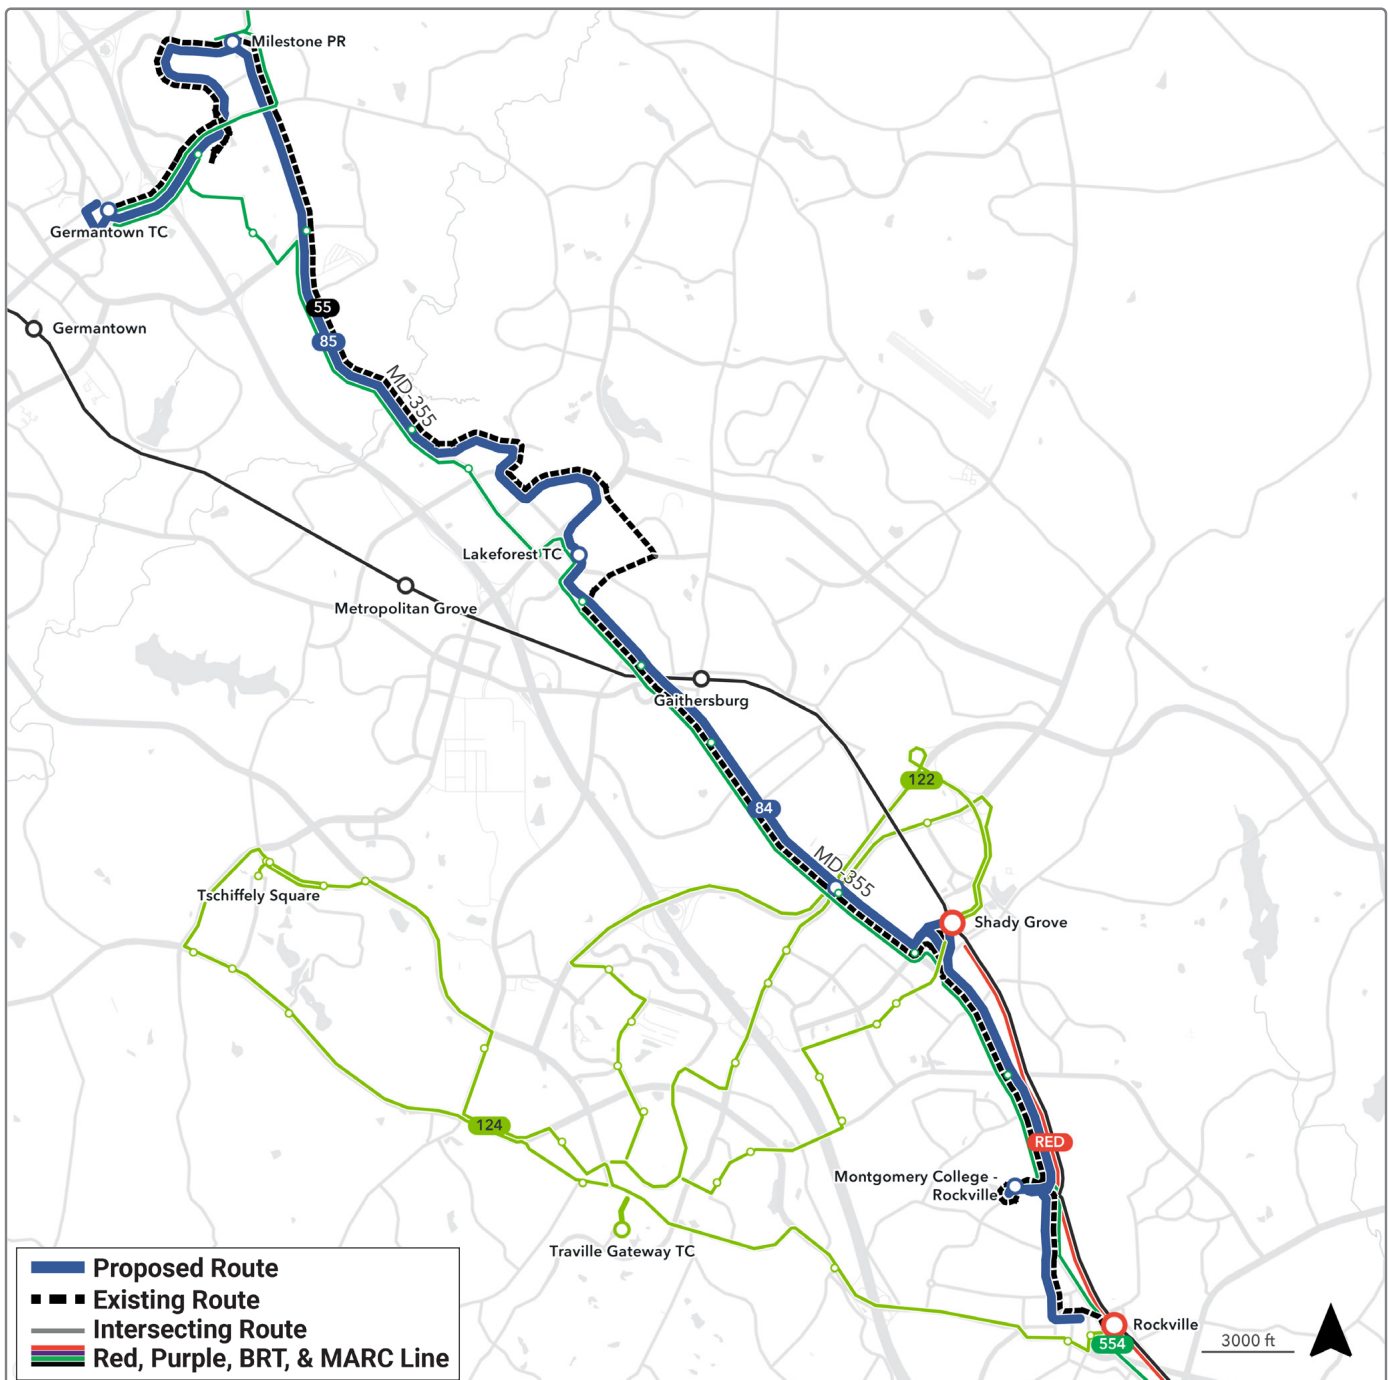 Milestone PR
Germantown TC
Germantown
55
85
MD-355
Lakeforest TC
Metropolitan Grove
Gaithersburg
122
84
MD-355
Tschiffely Square
Shady Grove
124
RED
Montgomery College -
Rockville
Traville Gateway TC
Rockville
554
3000 ft
Proposed Route
Existing Route
Intersecting Route
Red, Purple, BRT, & MARC Line